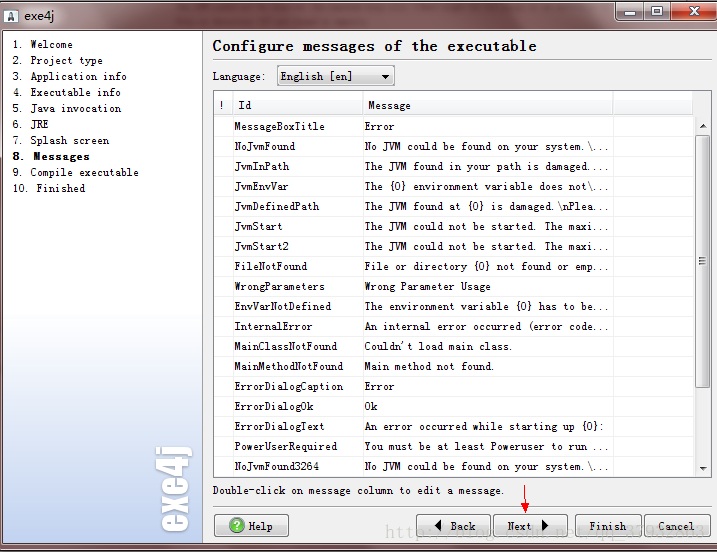 exe4j
1. Welcome
2. Project type
3. Application info
4. Executable info
5. Java invocation
6. JRE
7. Splash screen
8. Messages
9. Compile executable
10. Finished
exe4j
Configure messages of the executable
Language: English [en]
! Id Message
MessageBoxTitle Error
NoJvmFound No JVM could be found on your system.\...
JvmInPath The JVM found in your path is damaged....
JvmEnvVar The {0} environment variable does not\...
JvmDefinedPath The JVM found at {0} is damaged.\nPlea...
JvmStart The JVM could not be started. The maxi...
JvmStart2 The JVM could not be started. The maxi...
FileNotFound File or directory {0} not found or emp...
WrongParameters Wrong Parameter Usage
EnvVarNotDefined The environment variable {0} has to be...
InternalError An internal error occurred (error code...
MainClassNotFound Couldn't load main class.
MainMethodNotFound Main method not found.
ErrorDialogCaption Error
ErrorDialogOk Ok
ErrorDialogText An error occurred while starting up {0}:
PowerUserRequired You must be at least Poweruser to run ...
NoJvmFound3264 No JVM could be found on your system.\...
Double-click on message column to edit a message.
Help Back Next Finish Cancel